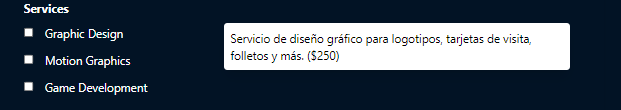 Services
Graphic Design
Motion Graphics
Game Development
Servicio de diseño gráfico para logotipos, tarjetas de visita,
folletos y más. ($250)